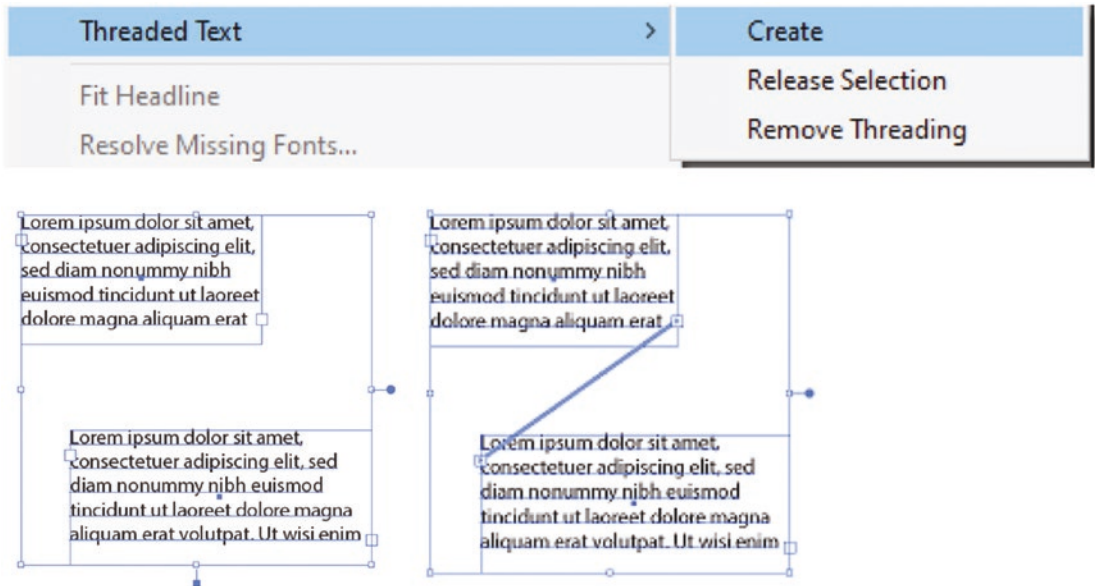 Threaded Text
Create
Fit Headline
Release Selection
Resolve Missing Fonts...
Remove Threading
Lorem ipsum dolor sit amet,
consectetuer adipiscing elit,
sed diam nonummy nibh
euismod tincidunt ut laoreet
dolore magna aliquam erat
Lorem ipsum dolor sit amet,
consectetuer adipiscing elit, sed
diam nonummy nibh euismod
tincidunt ut laoreet dolore magna
aliquam erat volutpat. Ut wisi enim
Lorem ipsum dolor sit amet,
consectetuer adipiscing elit,
sed diam nonummy nibh
euismod tincidunt ut laoreet
dolore magna aliquam erat
Lorem ipsum dolor sit amet,
consectetuer adipiscing elit, sed
diam nonummy nibh euismod
tincidunt ut laoreet dolore magna
aliquam erat volutpat. Ut wisi enim